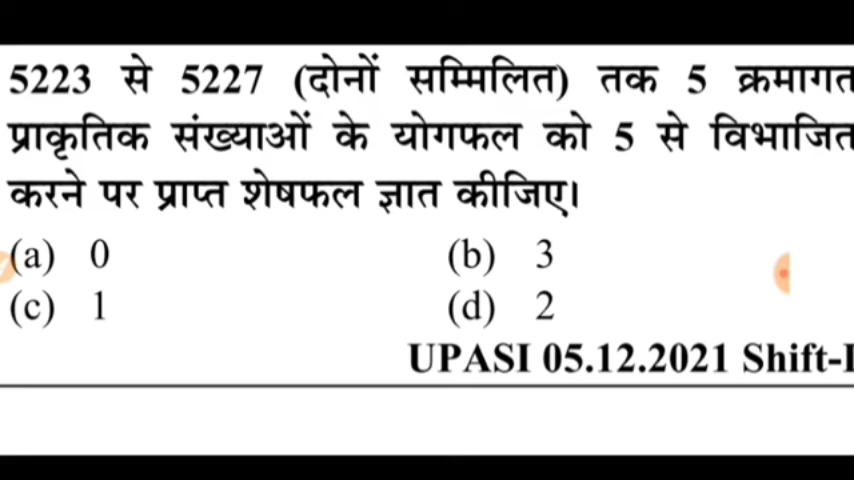 5223 से 5227 (दोनों सम्मिलित) तक 5 क्रमागत
प्राकृतिक संख्याओं के योगफल को 5 से विभाजित
करने पर प्राप्त शेषफल ज्ञात कीजिए।
(a) 0 (b) 3
(c) 1 (d) 2
UPASI 05.12.2021 Shift-I